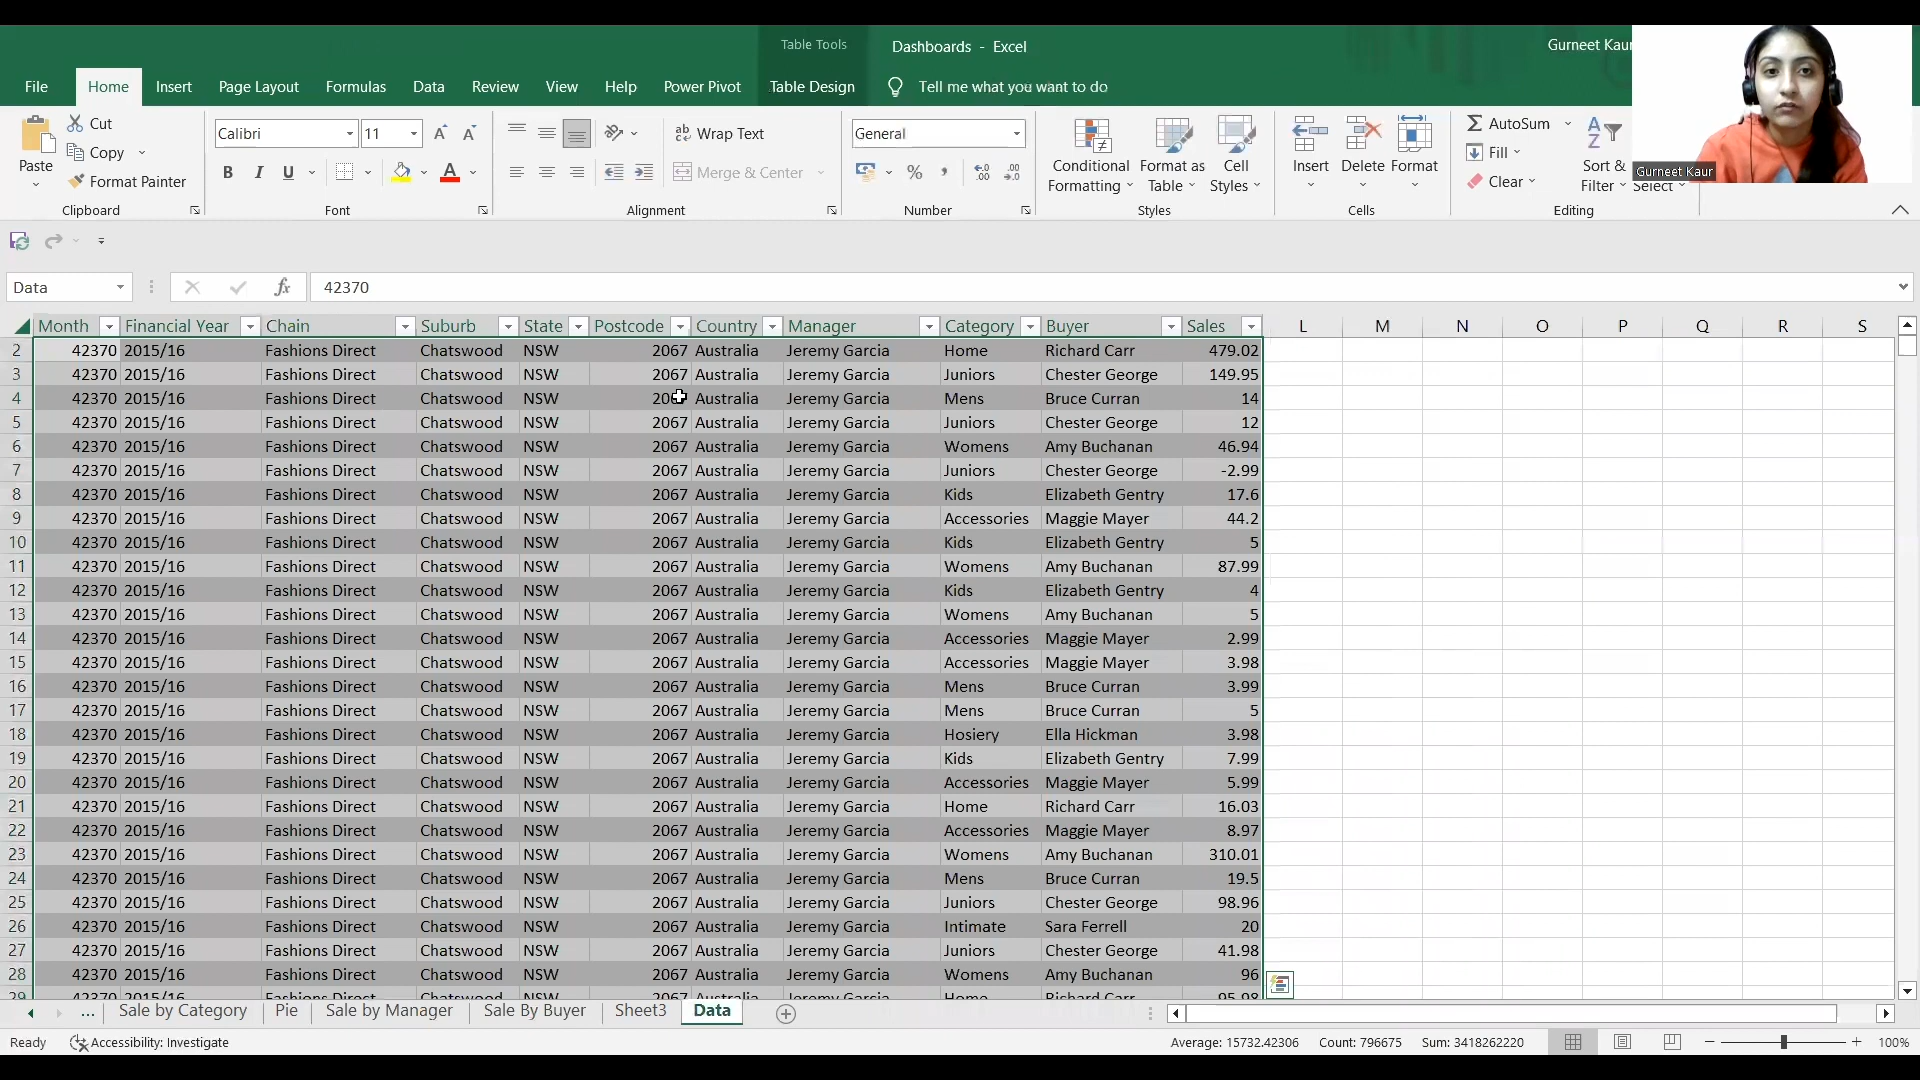 Table Tools
Dashboards - Excel
Gurneet Kaur
File Home Insert Page Layout Formulas Data Review View Help Power Pivot Table Design Tell me what you want to do
Paste
Cut
Copy
Format Painter
Clipboard
Calibri 11
B I U
Font
Wrap Text
Merge & Center
Alignment
General
Number
Conditional Formatting
Format as Table
Cell Styles
Styles
Insert Delete Format
Cells
AutoSum
Fill
Clear
Sort & Filter
Select
Editing
Gurneet Kaur
Data fx 42370
Month Financial Year Chain Suburb State Postcode Country Manager Category Buyer Sales L M N O P Q R S
2 42370 2015/16 Fashions Direct Chatswood NSW 2067 Australia Jeremy Garcia Home Richard Carr 479.02
3 42370 2015/16 Fashions Direct Chatswood NSW 2067 Australia Jeremy Garcia Juniors Chester George 149.95
4 42370 2015/16 Fashions Direct Chatswood NSW Australia Jeremy Garcia Mens Bruce Curran 14
5 42370 2015/16 Fashions Direct Chatswood NSW 2067 Australia Jeremy Garcia Juniors Chester George 12
6 42370 2015/16 Fashions Direct Chatswood NSW 2067 Australia Jeremy Garcia Womens Amy Buchanan 46.94
7 42370 2015/16 Fashions Direct Chatswood NSW 2067 Australia Jeremy Garcia Juniors Chester George -2.99
8 42370 2015/16 Fashions Direct Chatswood NSW 2067 Australia Jeremy Garcia Kids Elizabeth Gentry 17.6
9 42370 2015/16 Fashions Direct Chatswood NSW 2067 Australia Jeremy Garcia Accessories Maggie Mayer 44.2
10 42370 2015/16 Fashions Direct Chatswood NSW 2067 Australia Jeremy Garcia Kids Elizabeth Gentry 5
11 42370 2015/16 Fashions Direct Chatswood NSW 2067 Australia Jeremy Garcia Womens Amy Buchanan 87.99
12 42370 2015/16 Fashions Direct Chatswood NSW 2067 Australia Jeremy Garcia Kids Elizabeth Gentry 4
13 42370 2015/16 Fashions Direct Chatswood NSW 2067 Australia Jeremy Garcia Womens Amy Buchanan 5
14 42370 2015/16 Fashions Direct Chatswood NSW 2067 Australia Jeremy Garcia Accessories Maggie Mayer 2.99
15 42370 2015/16 Fashions Direct Chatswood NSW 2067 Australia Jeremy Garcia Accessories Maggie Mayer 3.98
16 42370 2015/16 Fashions Direct Chatswood NSW 2067 Australia Jeremy Garcia Mens Bruce Curran 3.99
17 42370 2015/16 Fashions Direct Chatswood NSW 2067 Australia Jeremy Garcia Mens Bruce Curran 5
18 42370 2015/16 Fashions Direct Chatswood NSW 2067 Australia Jeremy Garcia Hosiery Ella Hickman 3.98
19 42370 2015/16 Fashions Direct Chatswood NSW 2067 Australia Jeremy Garcia Kids Elizabeth Gentry 7.99
20 42370 2015/16 Fashions Direct Chatswood NSW 2067 Australia Jeremy Garcia Accessories Maggie Mayer 5.99
21 42370 2015/16 Fashions Direct Chatswood NSW 2067 Australia Jeremy Garcia Home Richard Carr 16.03
22 42370 2015/16 Fashions Direct Chatswood NSW 2067 Australia Jeremy Garcia Accessories Maggie Mayer 8.97
23 42370 2015/16 Fashions Direct Chatswood NSW 2067 Australia Jeremy Garcia Womens Amy Buchanan 310.01
24 42370 2015/16 Fashions Direct Chatswood NSW 2067 Australia Jeremy Garcia Mens Bruce Curran 19.5
25 42370 2015/16 Fashions Direct Chatswood NSW 2067 Australia Jeremy Garcia Juniors Chester George 98.96
26 42370 2015/16 Fashions Direct Chatswood NSW 2067 Australia Jeremy Garcia Intimate Sara Ferrell 20
27 42370 2015/16 Fashions Direct Chatswood NSW 2067 Australia Jeremy Garcia Juniors Chester George 41.98
28 42370 2015/16 Fashions Direct Chatswood NSW 2067 Australia Jeremy Garcia Womens Amy Buchanan 96
29 42370 2015/16 Fashions Direct Chatswood NSW 2067 Australia Jeremy Garcia Home Richard Carr 95.98
... Sale by Category Pie Sale by Manager Sale By Buyer Sheet3 Data
Ready Accessibility: Investigate Average: 15732.42306 Count: 796675 Sum: 3418262220 100%